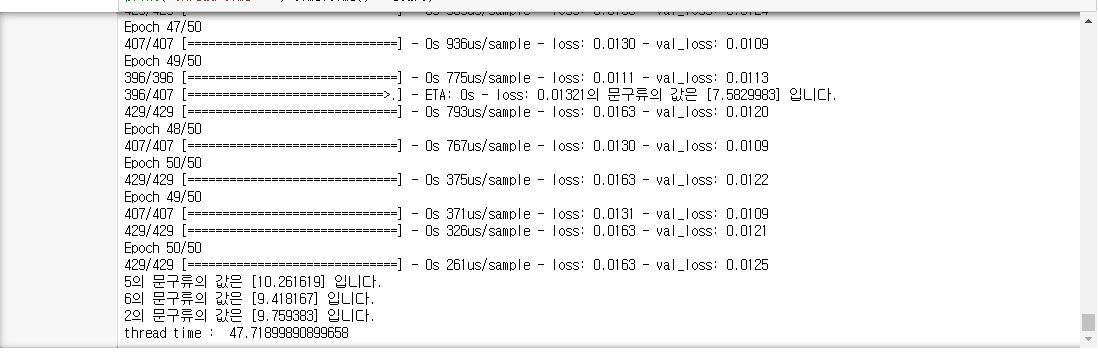 Epoch 47/50
407/407 [==============================] - 0s 936us/sample - loss: 0.0130 - val_loss: 0.0109
Epoch 49/50
396/396 [==============================] - 0s 775us/sample - loss: 0.0111 - val_loss: 0.0113
396/407 [============================>.] - ETA: 0s - loss: 0.01321의 문구류의 값은 [7.5829983] 입니다.
429/429 [==============================] - 0s 793us/sample - loss: 0.0163 - val_loss: 0.0120
Epoch 48/50
407/407 [==============================] - 0s 767us/sample - loss: 0.0130 - val_loss: 0.0109
Epoch 50/50
429/429 [==============================] - 0s 375us/sample - loss: 0.0163 - val_loss: 0.0122
Epoch 49/50
407/407 [==============================] - 0s 371us/sample - loss: 0.0131 - val_loss: 0.0109
429/429 [==============================] - 0s 326us/sample - loss: 0.0163 - val_loss: 0.0121
Epoch 50/50
429/429 [==============================] - 0s 261us/sample - loss: 0.0163 - val_loss: 0.0125
5의 문구류의 값은 [10.261619] 입니다.
6의 문구류의 값은 [9.418167] 입니다.
2의 문구류의 값은 [9.759383] 입니다.
thread time :  47.71899890899658